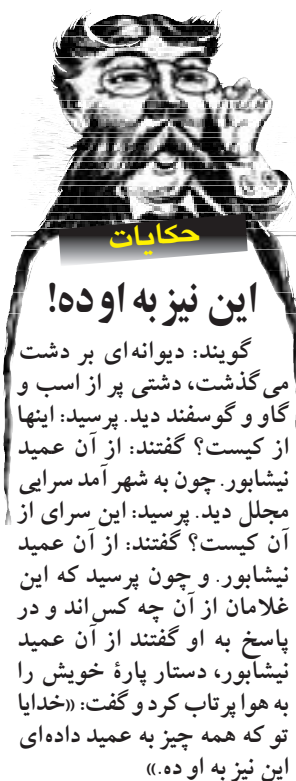 حکایات
این نیز به او ده!
گویند: دیوانه‌ای بر دشت
می‌گذشت، دشتی پر از اسب و
گاو و گوسفند دید. پرسید: اینها
از کیست؟ گفتند: از آن عمید
نیشابور. چون به شهر آمد سرایی
مجلل دید. پرسید: این سرای از
آن کیست؟ گفتند: از آن عمید
نیشابور. و چون پرسید که این
غلامان از آن چه کس‌اند و در
پاسخ به او گفتند از آن عمید
نیشابور، دستار پارهٔ خویش را
به هوا پرتاب کرد و گفت: «خدایا
تو که همه چیز به عمید داده‌ای
این نیز به او ده.»